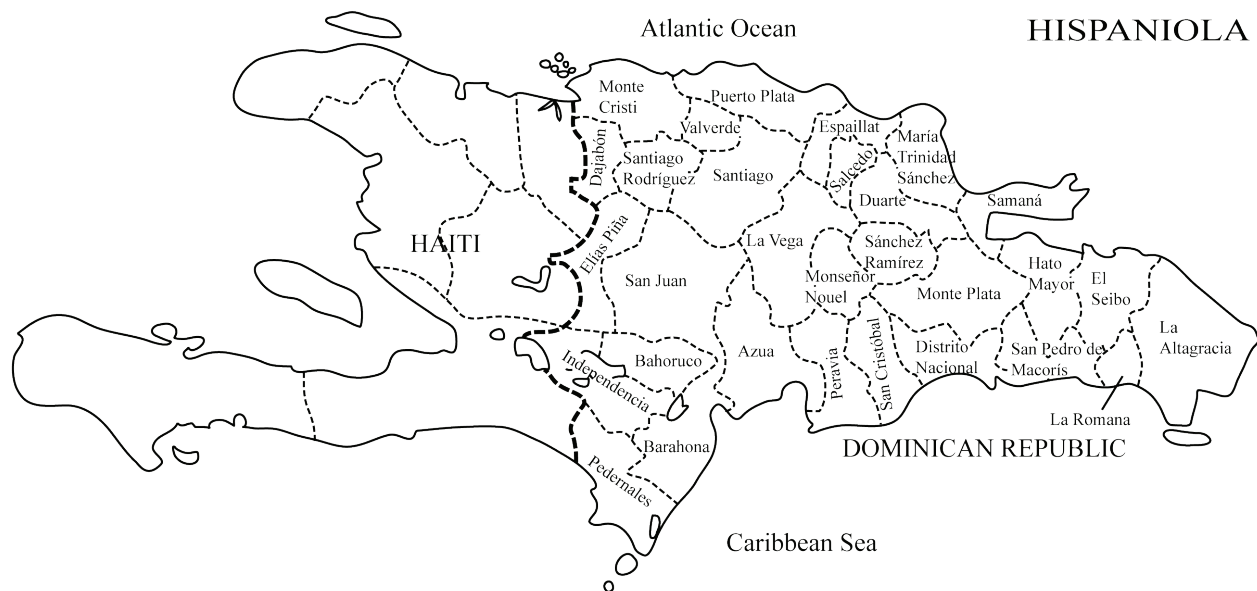 Atlantic Ocean
HISPANIOLA
Monte
Cristi
Puerto Plata
Valverde
Espaillat
María
Trinidad
Sánchez
Dajabón
Santiago
Rodríguez
Santiago
Salcedo
Duarte
Samaná
HAITI
Elías Piña
San Juan
La Vega
Sánchez
Ramírez
Monseñor
Nouel
Monte Plata
Hato
Mayor
El
Seibo
La
Altagracia
Independencia
Bahoruco
Azua
Peravia
San Cristóbal
Distrito
Nacional
San Pedro de
Macorís
La Romana
Barahona
Pedernales
DOMINICAN REPUBLIC
Caribbean Sea